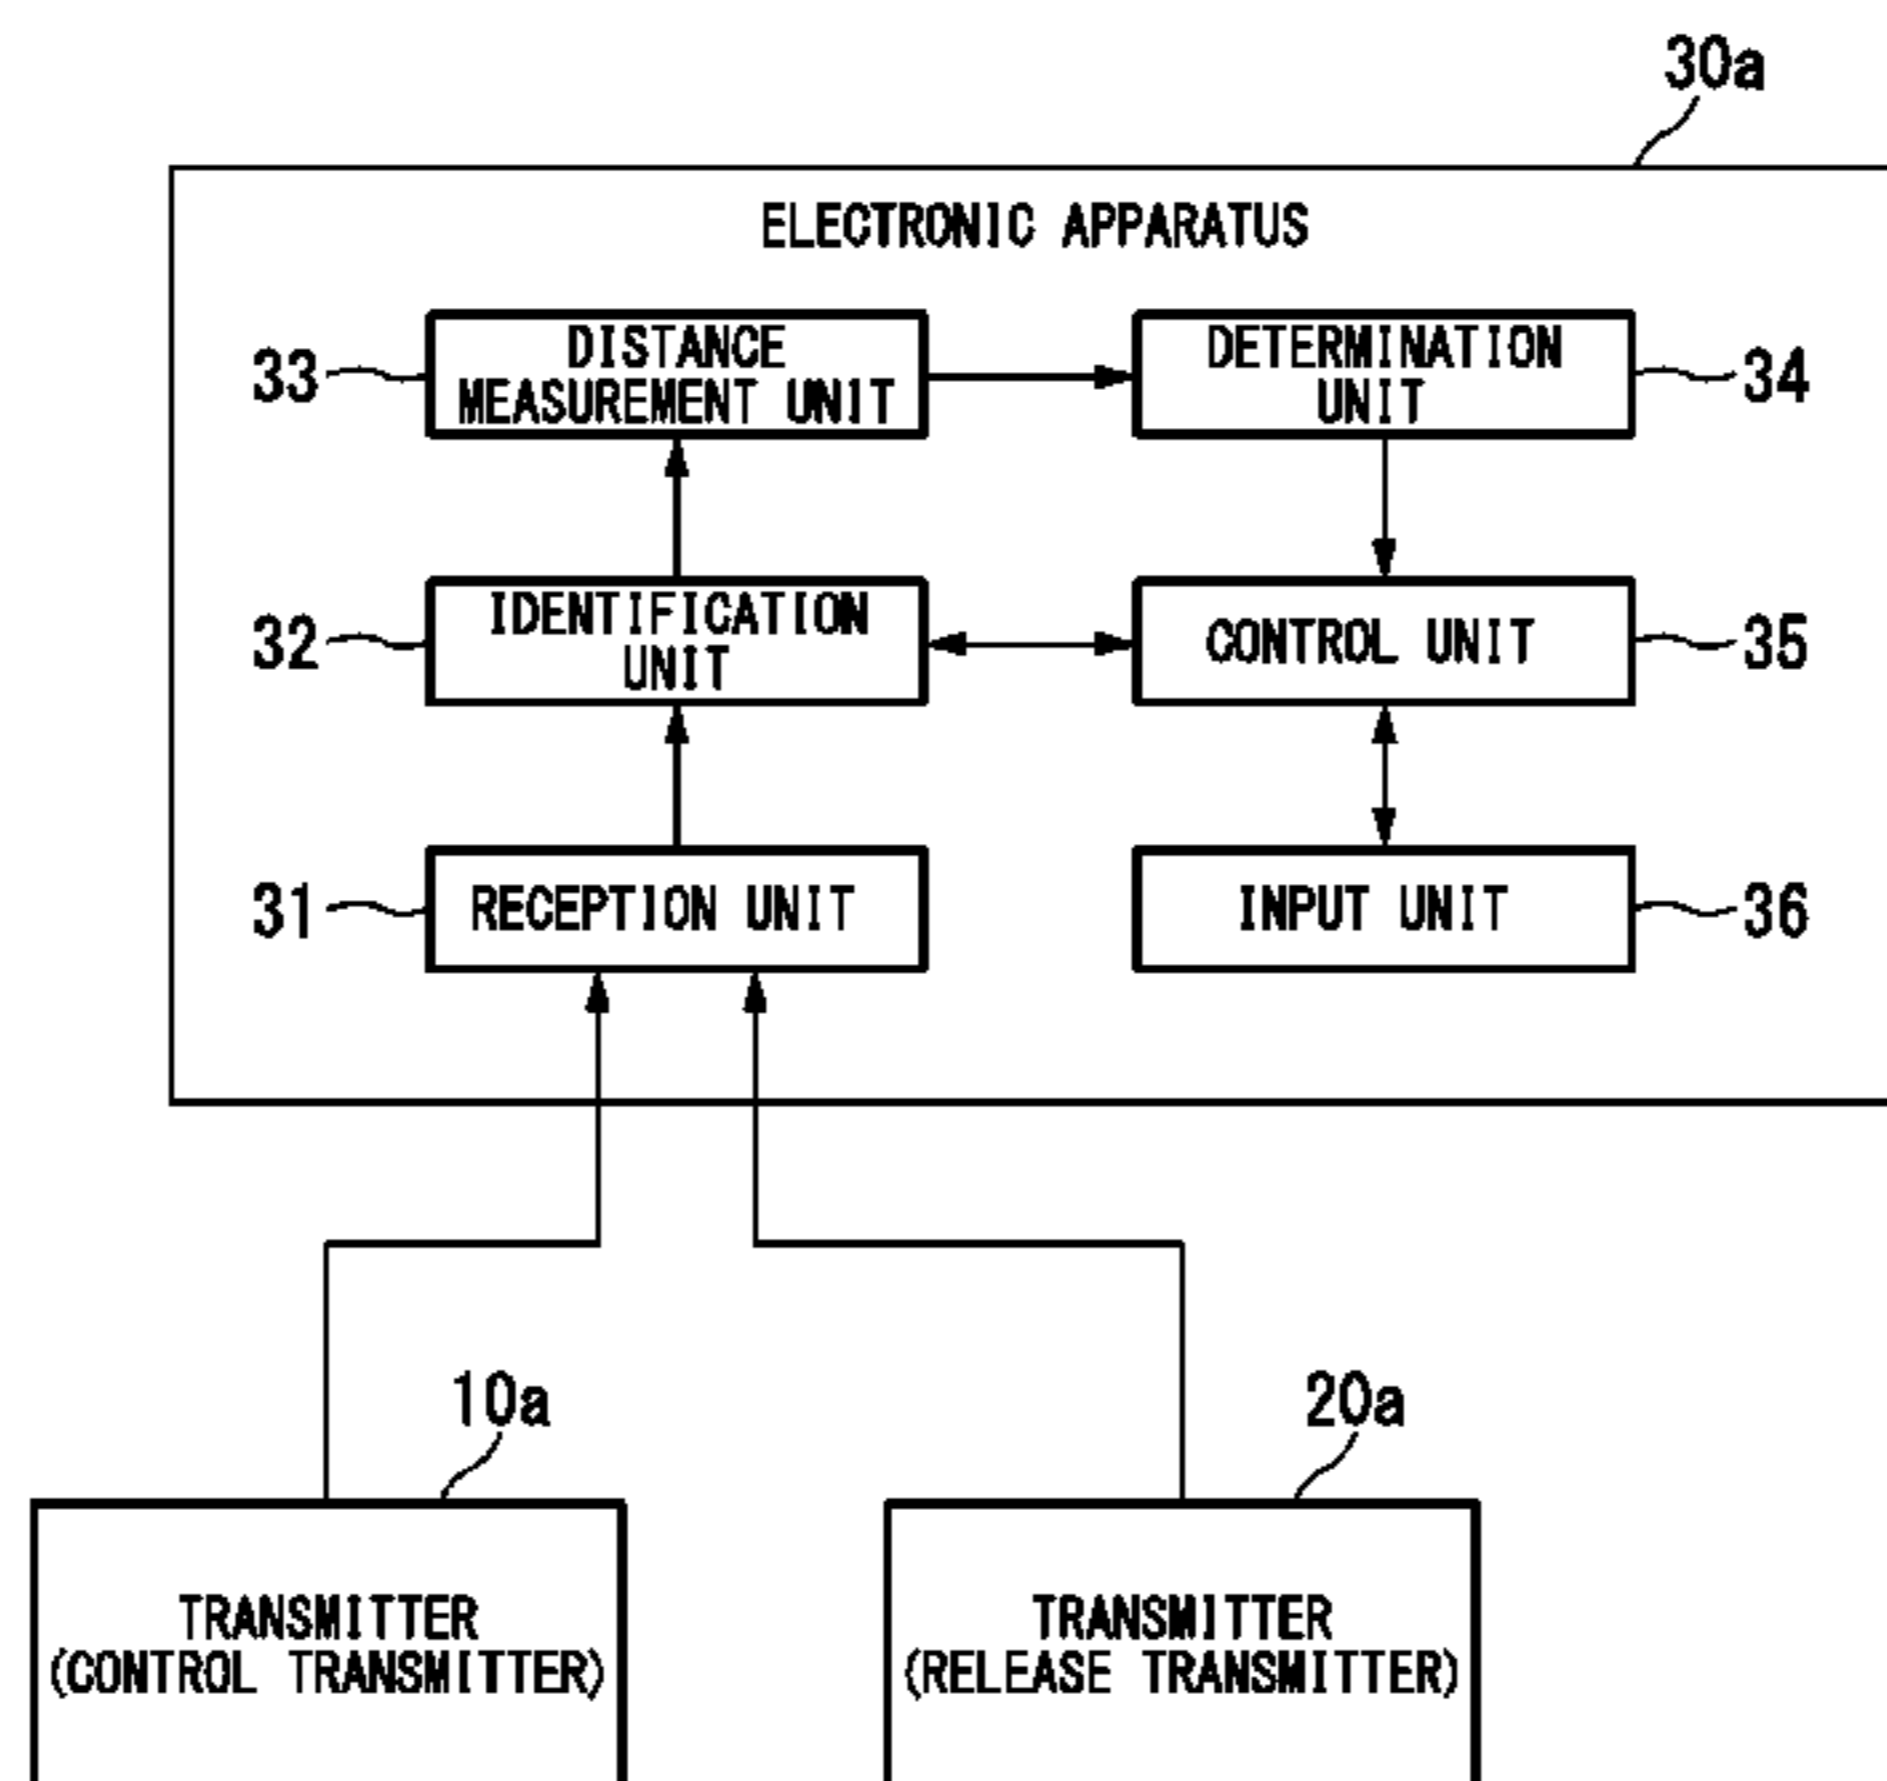 30a
ELECTRONIC APPARATUS
33
DISTANCE
MEASUREMENT UNIT
DETERMINATION
UNIT
34
32
IDENTIFICATION
UNIT
CONTROL UNIT
35
31
RECEPTION UNIT
INPUT UNIT
36
10a
20a
TRANSMITTER
(CONTROL TRANSMITTER)
TRANSMITTER
(RELEASE TRANSMITTER)